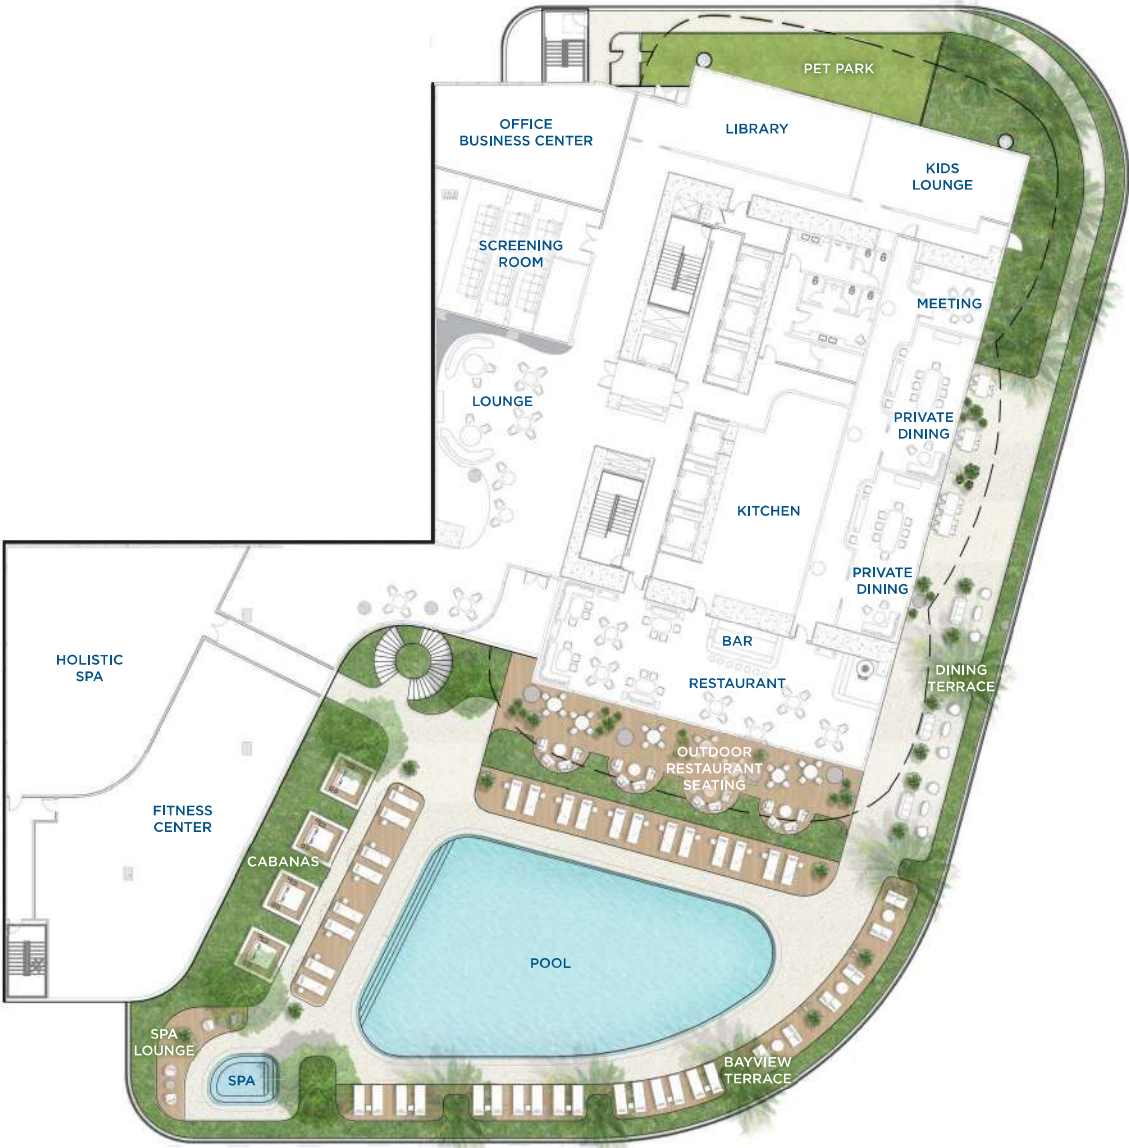 PET PARK
OFFICE
BUSINESS CENTER
LIBRARY
KIDS
LOUNGE
SCREENING
ROOM
MEETING
LOUNGE
PRIVATE
DINING
KITCHEN
PRIVATE
DINING
BAR
HOLISTIC
SPA
RESTAURANT
DINING
TERRACE
OUTDOOR
RESTAURANT
SEATING
FITNESS
CENTER
CABANAS
POOL
SPA
LOUNGE
BAYVIEW
TERRACE
SPA